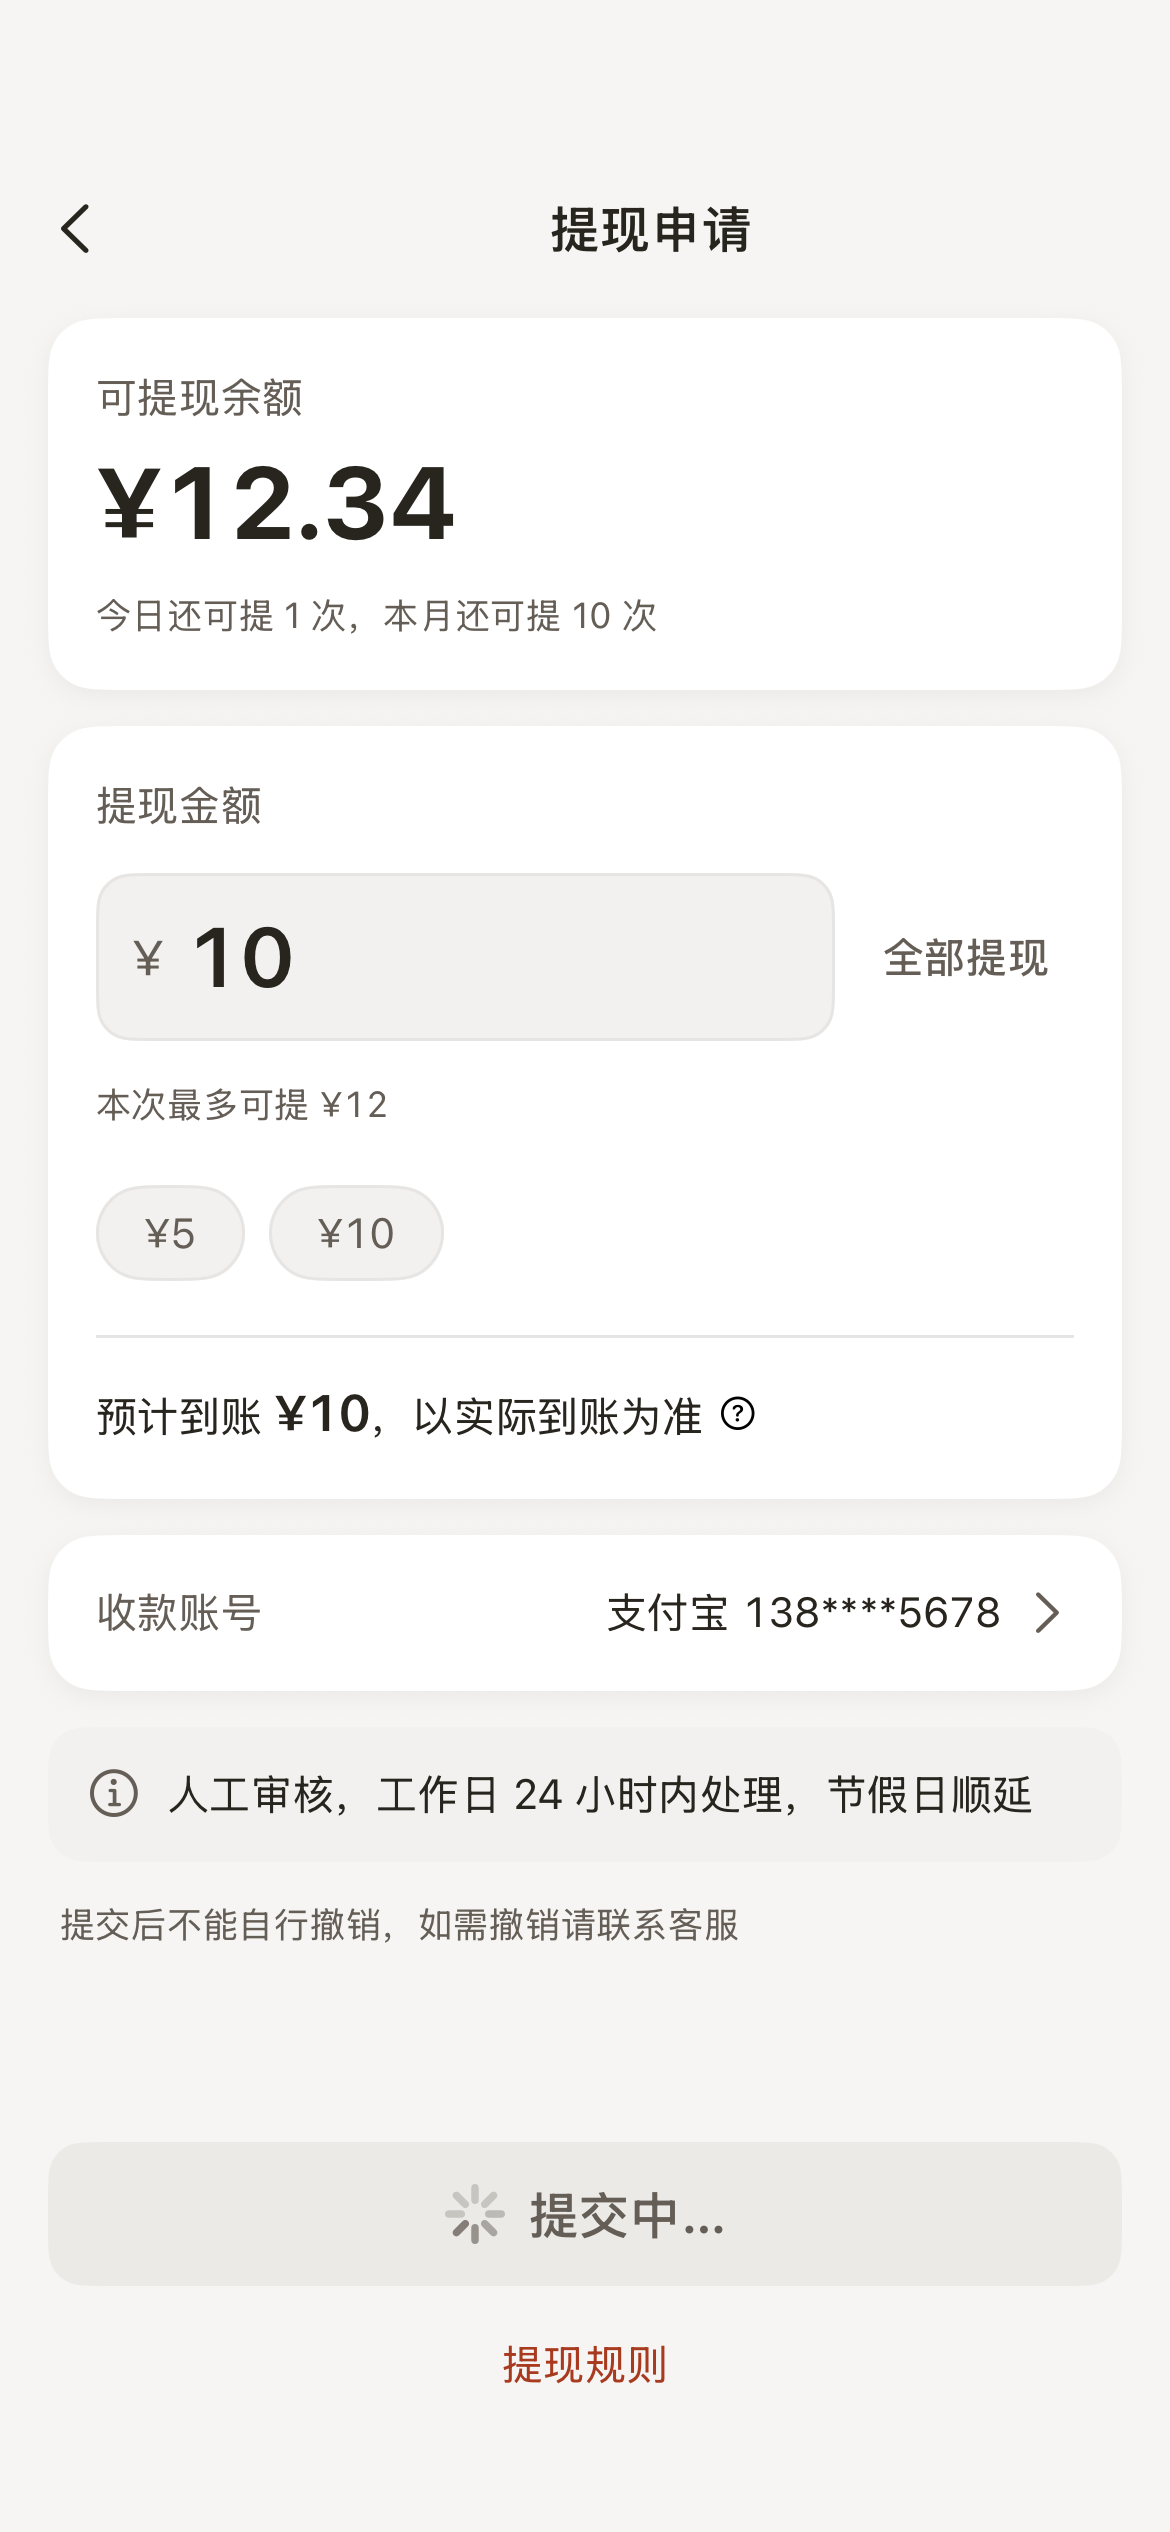 提现申请
可提现余额
¥12.34
今日还可提 1 次，本月还可提 10 次
提现金额
¥ 10
全部提现
本次最多可提 ¥12
¥5 ¥10
预计到账 ¥10，以实际到账为准 ?
收款账号 支付宝 138****5678
人工审核，工作日 24 小时内处理，节假日顺延
提交后不能自行撤销，如需撤销请联系客服
提交中...
提现规则